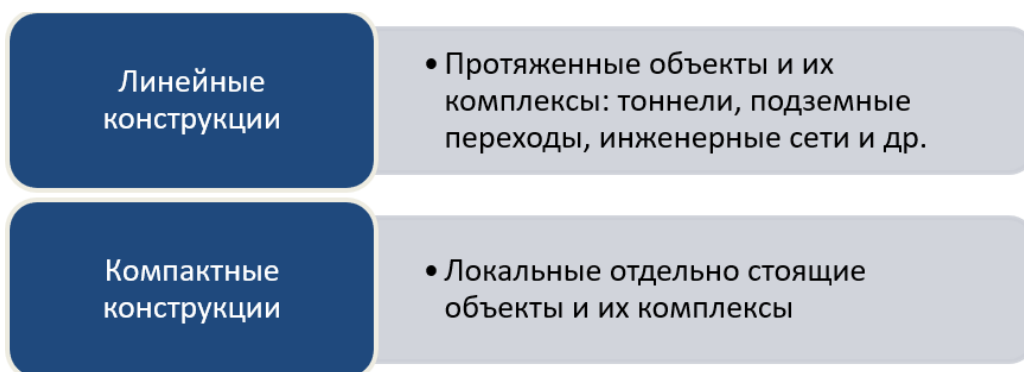 Линейные
конструкции
• Протяженные объекты и их
комплексы: тоннели, подземные
переходы, инженерные сети и др.
Компактные
конструкции
• Локальные отдельно стоящие
объекты и их комплексы